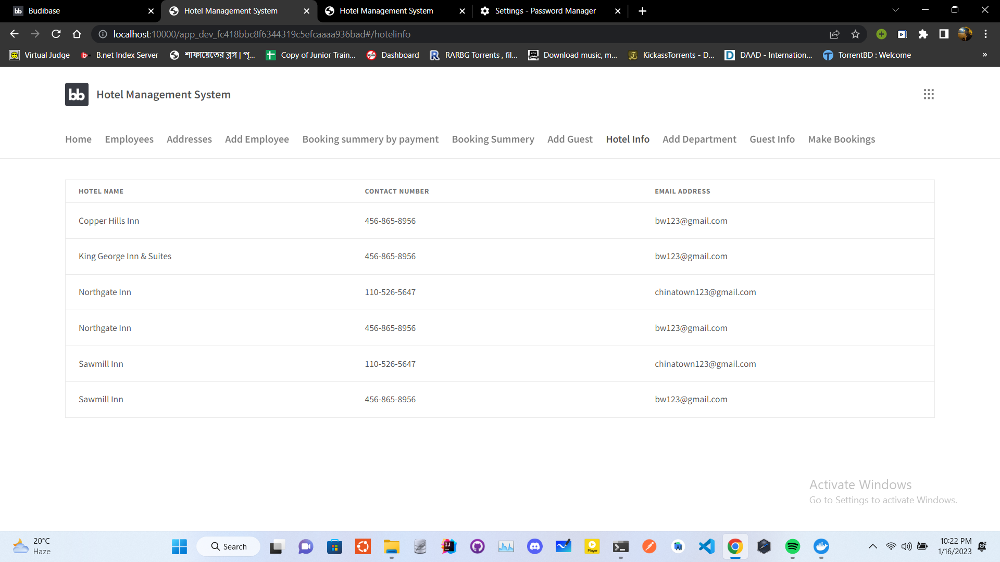 Budibase
Hotel Management System
Hotel Management System
Settings - Password Manager
localhost:10000/app_dev_fc418bbc8f6344319c5efcaaaa936bad#/hotelinfo
Virtual Judge
B.net Index Server
শাফায়েতের ব্লগ | প্...
Copy of Junior Train...
Dashboard
RARBG Torrents , fil...
Download music, m...
KickassTorrents - D...
DAAD - Internation...
TorrentBD : Welcome
bb
Hotel Management System
Home Employees Addresses Add Employee Booking summery by payment Booking Summery Add Guest Hotel Info Add Department Guest Info Make Bookings
HOTEL NAME CONTACT NUMBER EMAIL ADDRESS
Copper Hills Inn 456-865-8956 bw123@gmail.com
King George Inn & Suites 456-865-8956 bw123@gmail.com
Northgate Inn 110-526-5647 chinatown123@gmail.com
Northgate Inn 456-865-8956 bw123@gmail.com
Sawmill Inn 110-526-5647 chinatown123@gmail.com
Sawmill Inn 456-865-8956 bw123@gmail.com
Activate Windows
Go to Settings to activate Windows.
20°C
Haze
Search
Player
10:22 PM
1/16/2023